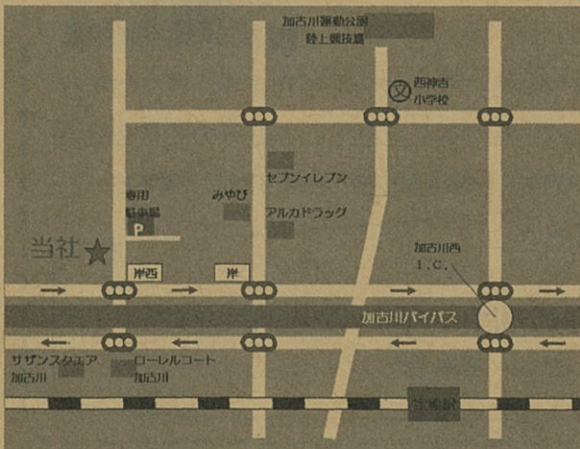 加古川運動公園
陸上競技場
西神吉
小学校
文
セブンイレブン
専用
駐車場
P
みやび
アルカドラッグ
当社
加古川西
I.C.
岸西
岸
加古川バイパス
サザンスクエア
加古川
ローレルコート
加古川